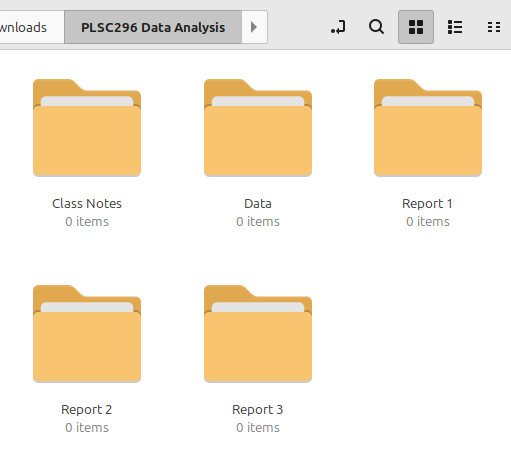 wnloads PLSC296 Data Analysis
Class Notes
0 items
Data
0 items
Report 1
0 items
Report 2
0 items
Report 3
0 items